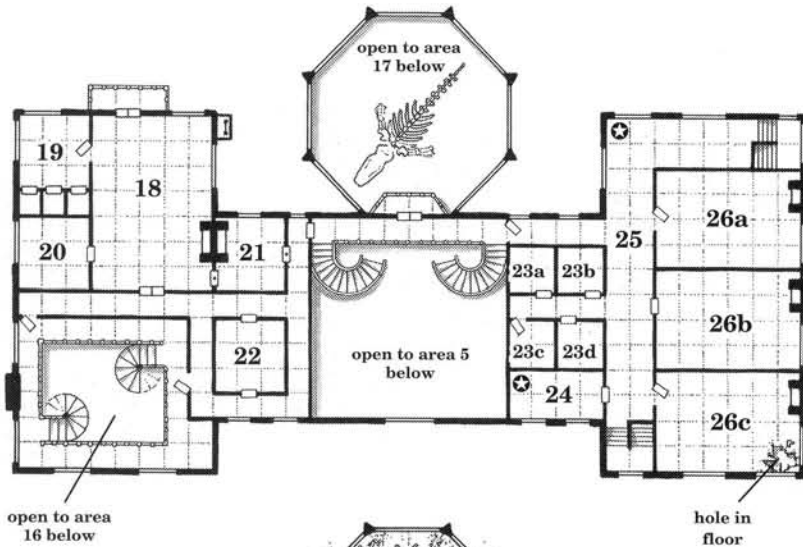 open to area
17 below
19
18
20
21
22
23a
23b
23c
23d
24
25
26a
26b
26c
open to area 5
below
open to area
16 below
hole in
floor